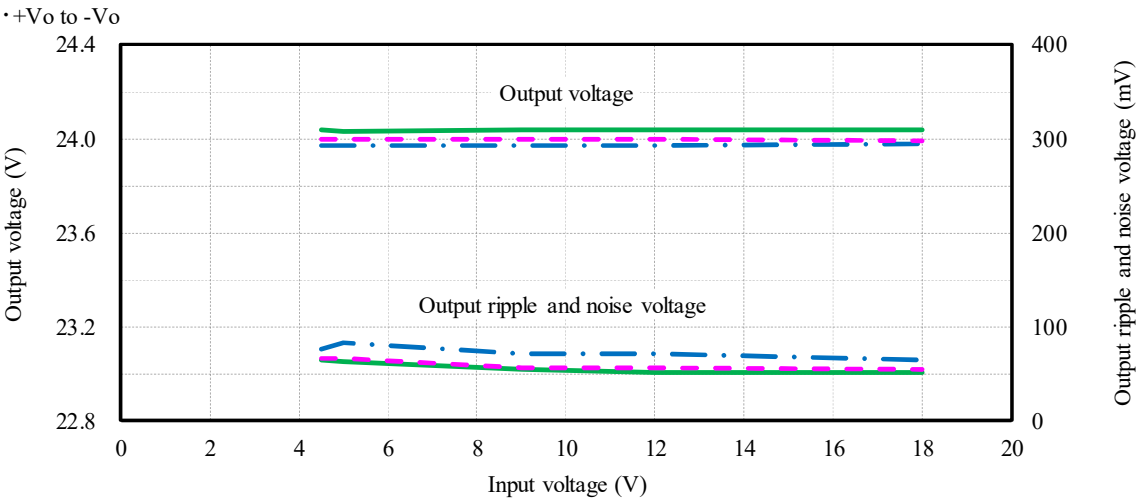 ・+Vo to -Vo
24.4
24.0
23.6
23.2
22.8
Output voltage (V)
Output voltage
Output ripple and noise voltage
400
300
200
100
0
Output ripple and noise voltage (mV)
0 2 4 6 8 10 12 14 16 18 20
Input voltage (V)